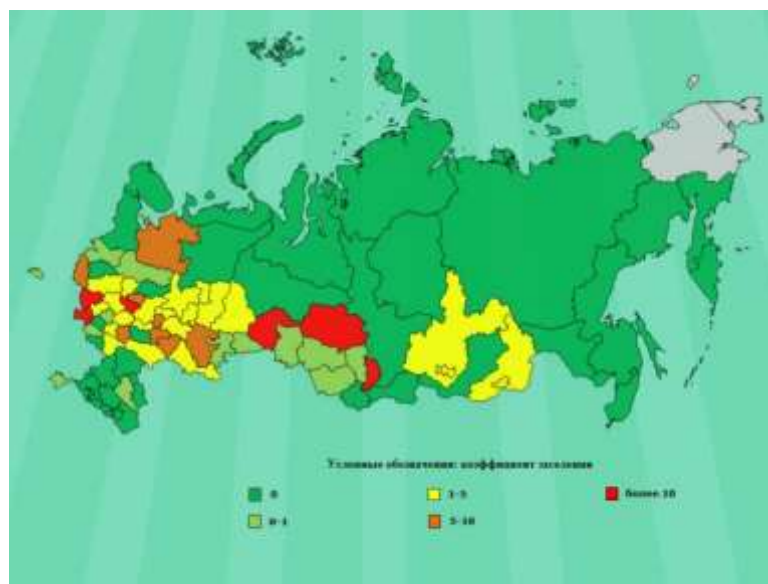 Условные обозначения: коэффициент заселения
0
1-5
более 10
0-1
5-10